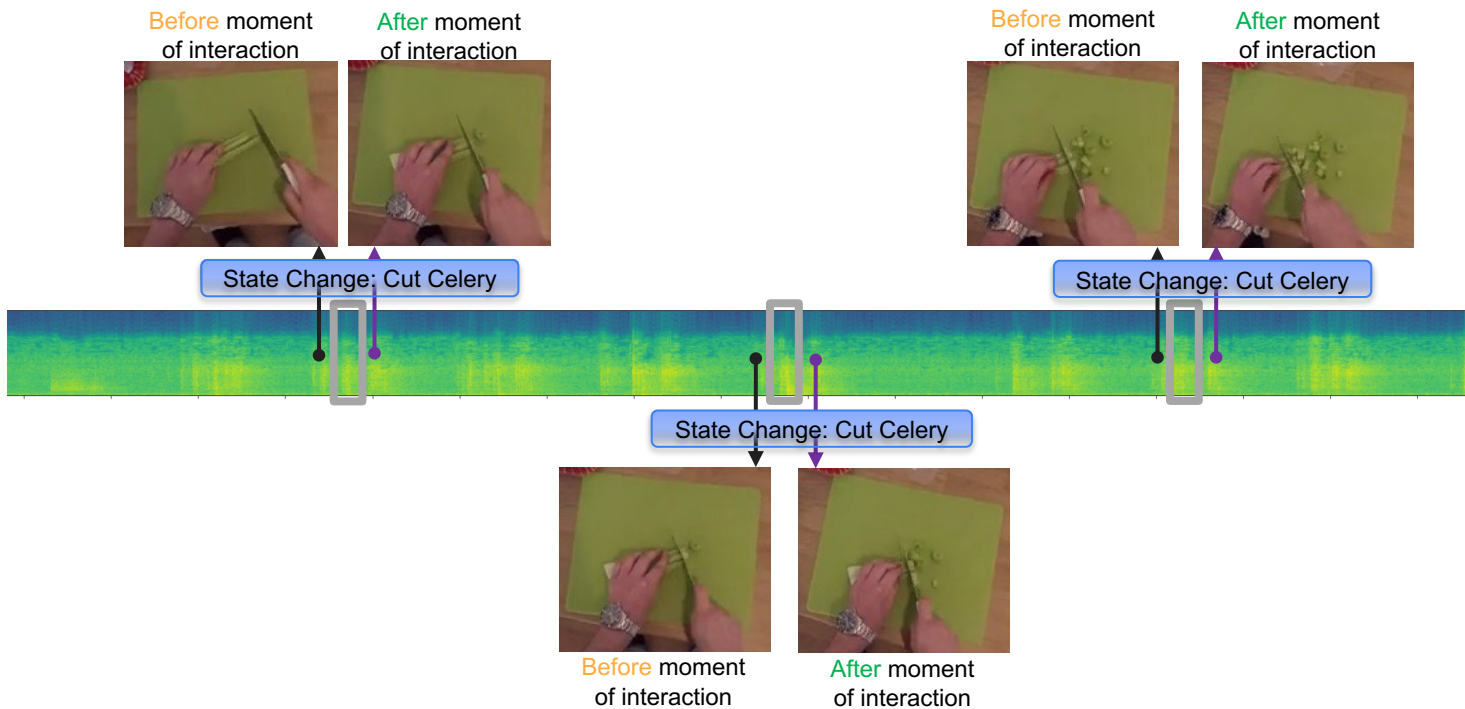 Before moment
of interaction
After moment
of interaction
Before moment
of interaction
After moment
of interaction
State Change: Cut Celery
State Change: Cut Celery
State Change: Cut Celery
Before moment
of interaction
After moment
of interaction